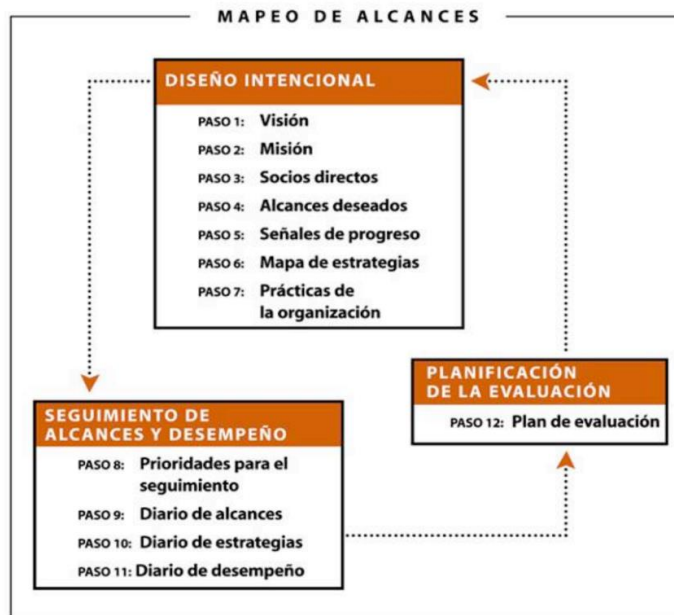 MAPEO DE ALCANCES
DISEÑO INTENCIONAL
PASO 1: Visión
PASO 2: Misión
PASO 3: Socios directos
PASO 4: Alcances deseados
PASO 5: Señales de progreso
PASO 6: Mapa de estrategias
PASO 7: Prácticas de
la organización
SEGUIMIENTO DE
ALCANCES Y DESEMPEÑO
PASO 8: Prioridades para el
seguimiento
PASO 9: Diario de alcances
PASO 10: Diario de estrategias
PASO 11: Diario de desempeño
PLANIFICACIÓN
DE LA EVALUACIÓN
PASO 12: Plan de evaluación